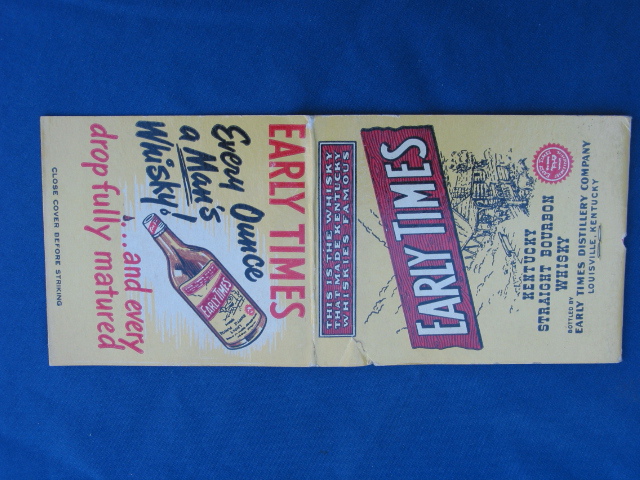 EARLY TIMES
Every Ounce
a Man's
Whisky!
...and every
drop fully matured
EARLY TIMES
CLOSE COVER BEFORE STRIKING
THIS IS THE WHISKY
THAT MADE KENTUCKY
WHISKIES FAMOUS
EARLY TIMES
KENTUCKY
STRAIGHT BOURBON
WHISKY
BOTTLED BY
EARLY TIMES DISTILLERY COMPANY
LOUISVILLE, KENTUCKY